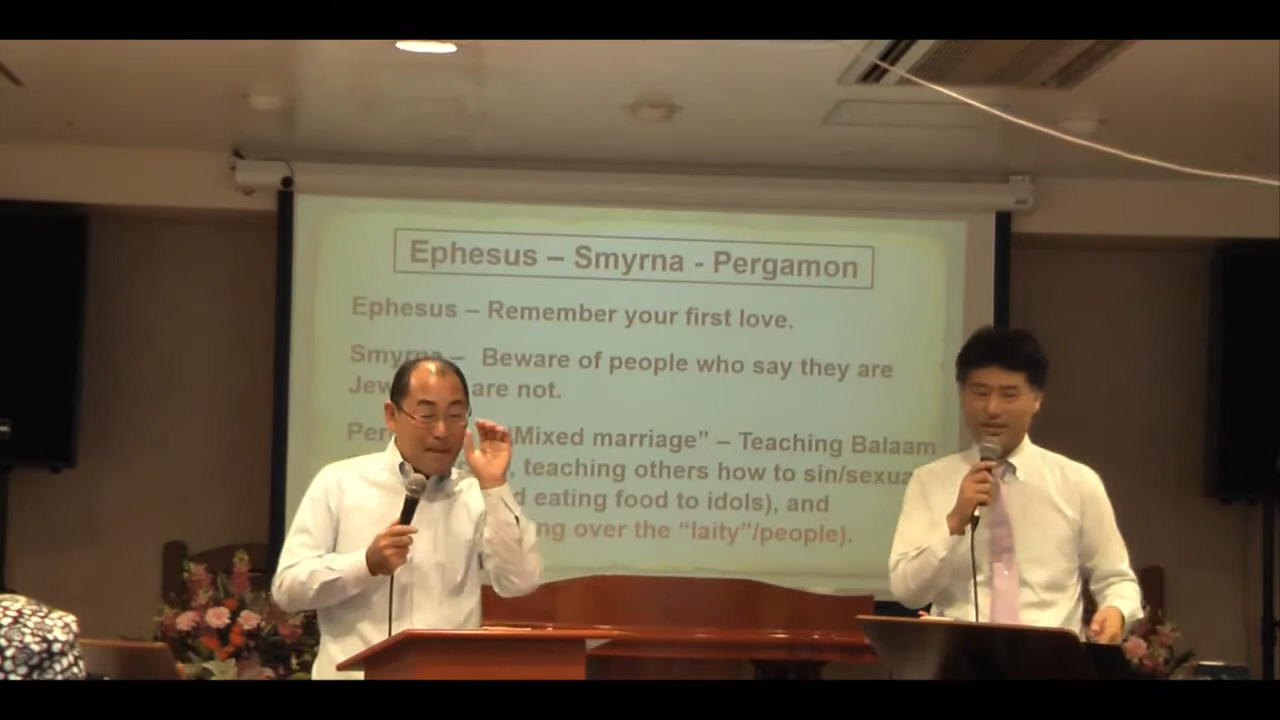 Ephesus – Smyrna - Pergamon
Ephesus – Remember your first love.
Smyrna – Beware of people who say they are
are not.
“Mixed marriage” – Teaching Balaam
, teaching others how to sin/sexua
eating food to idols), and
over the “laity”/people).